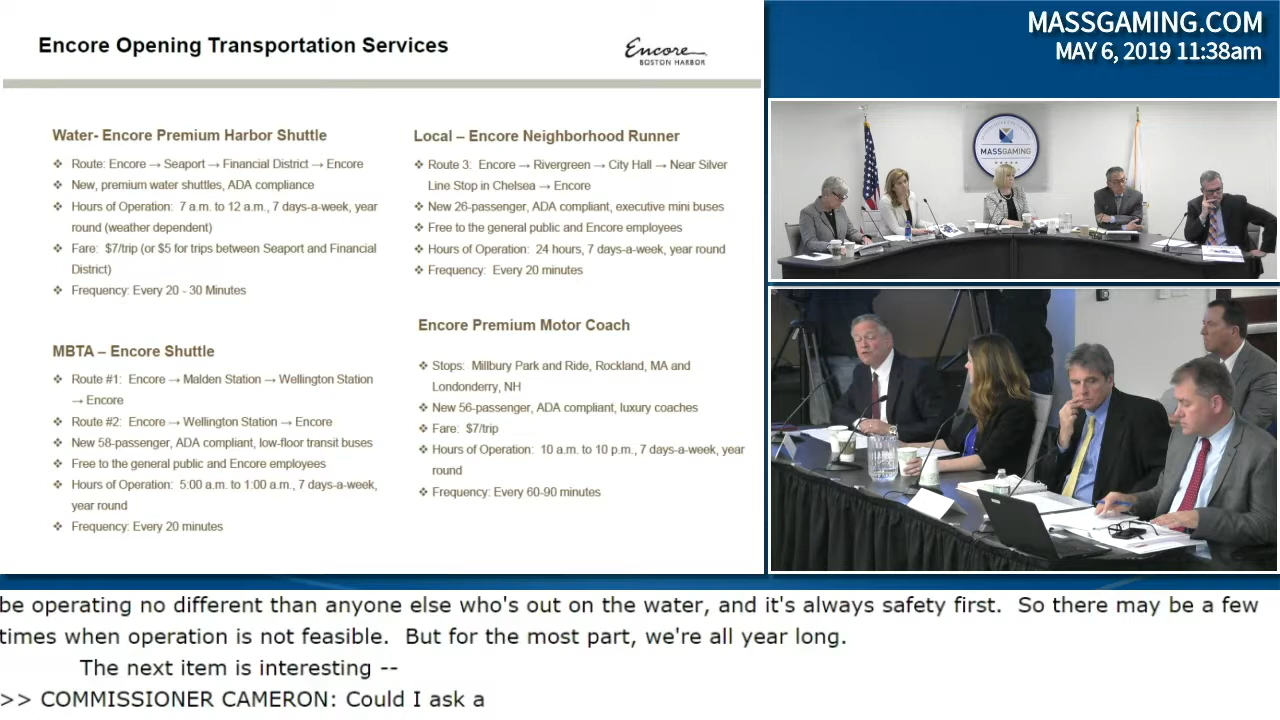 Encore Opening Transportation Services
Encore
BOSTON HARBOR
Water- Encore Premium Harbor Shuttle
❖ Route: Encore → Seaport → Financial District → Encore
❖ New, premium water shuttles, ADA compliance
❖ Hours of Operation: 7 a.m. to 12 a.m., 7 days-a-week, year
round (weather dependent)
❖ Fare: $7/trip (or $5 for trips between Seaport and Financial
District)
❖ Frequency: Every 20 - 30 Minutes
MBTA – Encore Shuttle
❖ Route #1: Encore → Malden Station → Wellington Station
→ Encore
❖ Route #2: Encore → Wellington Station → Encore
❖ New 58-passenger, ADA compliant, low-floor transit buses
❖ Free to the general public and Encore employees
❖ Hours of Operation: 5:00 a.m. to 1:00 a.m., 7 days-a-week,
year round
❖ Frequency: Every 20 minutes
Local – Encore Neighborhood Runner
❖ Route 3: Encore → Rivergreen → City Hall → Near Silver
Line Stop in Chelsea → Encore
❖ New 26-passenger, ADA compliant, executive mini buses
❖ Free to the general public and Encore employees
❖ Hours of Operation: 24 hours, 7 days-a-week, year round
❖ Frequency: Every 20 minutes
Encore Premium Motor Coach
❖ Stops: Millbury Park and Ride, Rockland, MA and
Londonderry, NH
❖ New 56-passenger, ADA compliant, luxury coaches
❖ Fare: $7/trip
❖ Hours of Operation: 10 a.m. to 10 p.m., 7 days-a-week, year
round
❖ Frequency: Every 60-90 minutes
MASSGAMING.COM
MAY 6, 2019 11:38am
MASSGAMING
be operating no different than anyone else who's out on the water, and it's always safety first. So there may be a few
times when operation is not feasible. But for the most part, we're all year long.
The next item is interesting --
>> COMMISSIONER CAMERON: Could I ask a